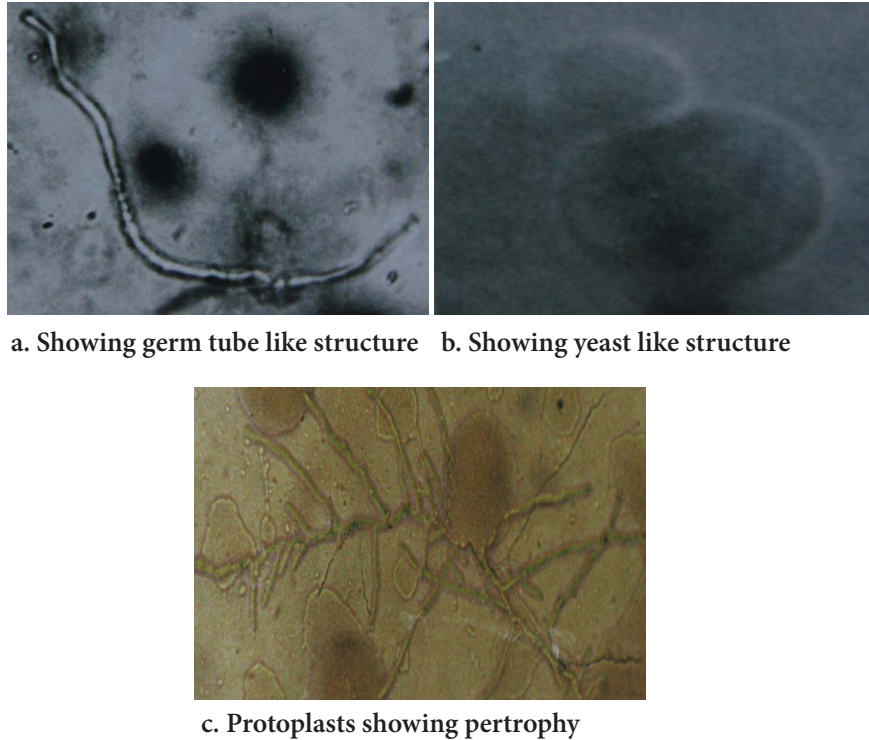 a. Showing germ tube like structure
b. Showing yeast like structure
c. Protoplasts showing pertrophy